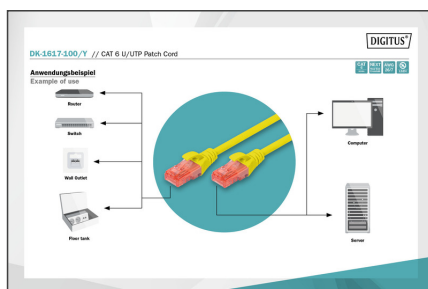 DIGITUS®
DK-1617-100/Y // CAT 6 U/UTP Patch Cord
CAT
Anwendungsbeispiel
Example of use
Router
Switch
Wall Outlet
Floor tank
Computer
Server